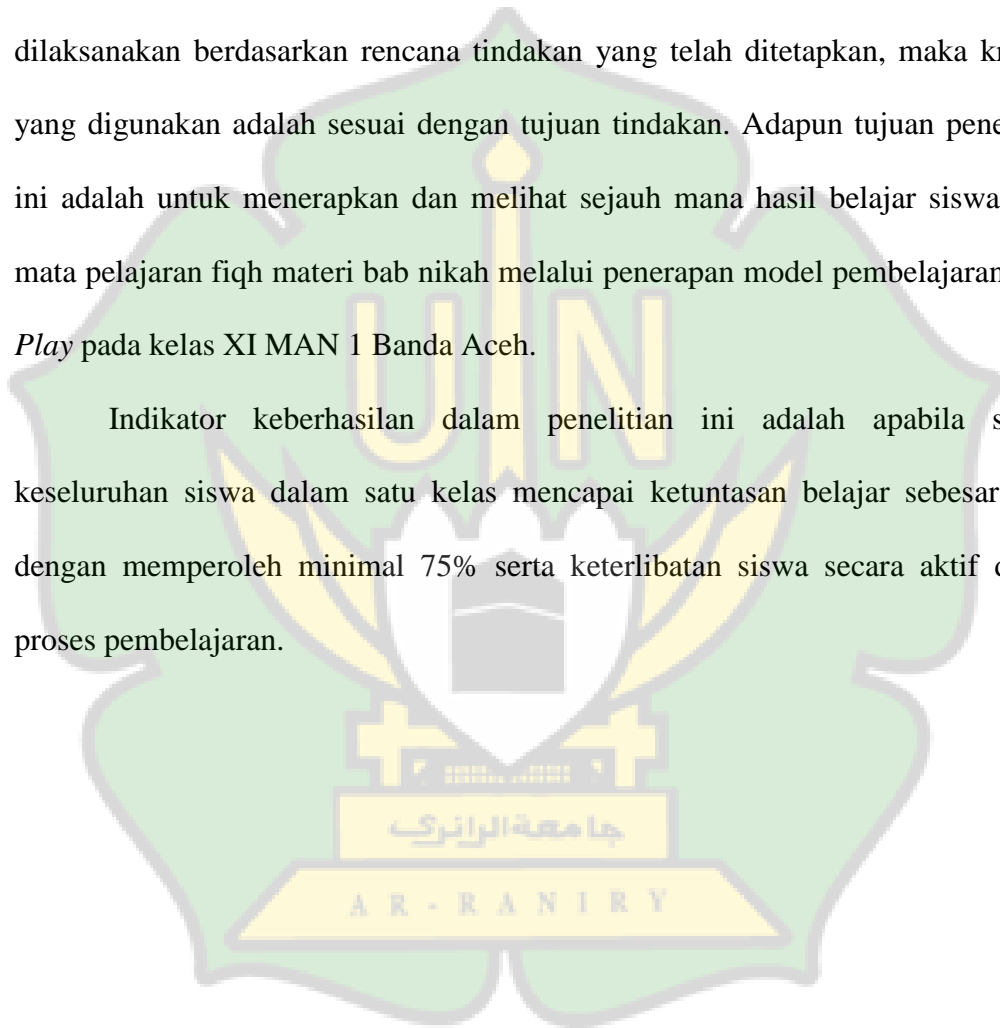 dilaksanakan berdasarkan rencana tindakan yang telah ditetapkan, maka kr
yang digunakan adalah sesuai dengan tujuan tindakan. Adapun tujuan pene
ini adalah untuk menerapkan dan melihat sejauh mana hasil belajar siswa
mata pelajaran fiqh materi bab nikah melalui penerapan model pembelajaran
Play pada kelas XI MAN 1 Banda Aceh.
Indikator keberhasilan dalam penelitian ini adalah apabila s
keseluruhan siswa dalam satu kelas mencapai ketuntasan belajar sebesar
dengan memperoleh minimal 75% serta keterlibatan siswa secara aktif d
proses pembelajaran.
UIN
جامعة الرانري
AR-RANIRY